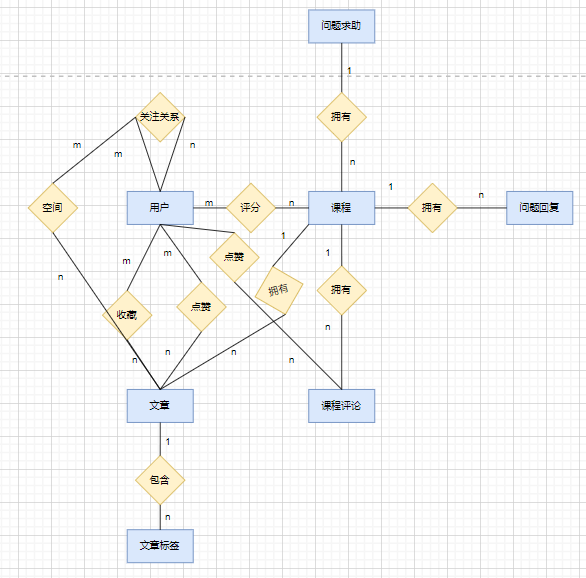 问题求助
1
拥有
关注关系
m
m
n
n
空间
用户
m
评分
n
课程
1
拥有
n
问题回复
1
点赞
1
m
m
n
拥有
拥有
收藏
点赞
n
n
n
n
n
文章
课程评论
1
包含
n
文章标签